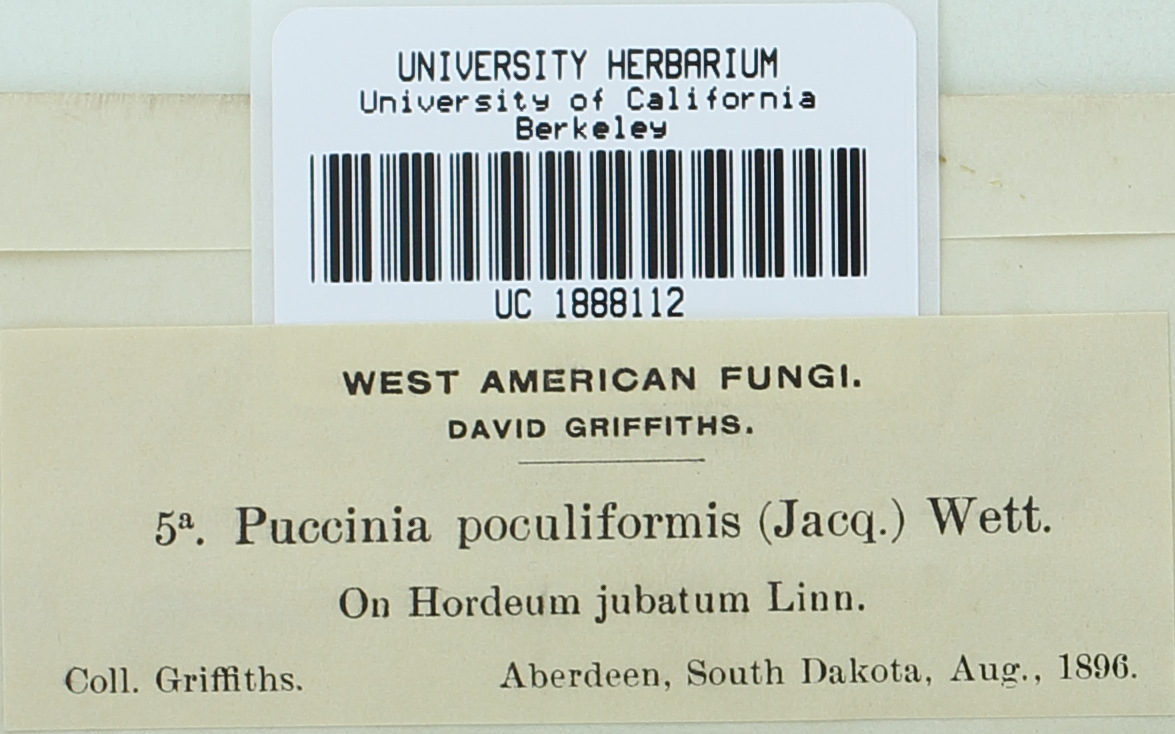 UNIVERSITY HERBARIUM
University of California
Berkeley
UC 1888112
WEST AMERICAN FUNGI.
DAVID GRIFFITHS.
5ª. Puccinia poculiformis (Jacq.) Wett.
On Hordeum jubatum Linn.
Coll. Griffiths. Aberdeen, South Dakota, Aug., 1896.